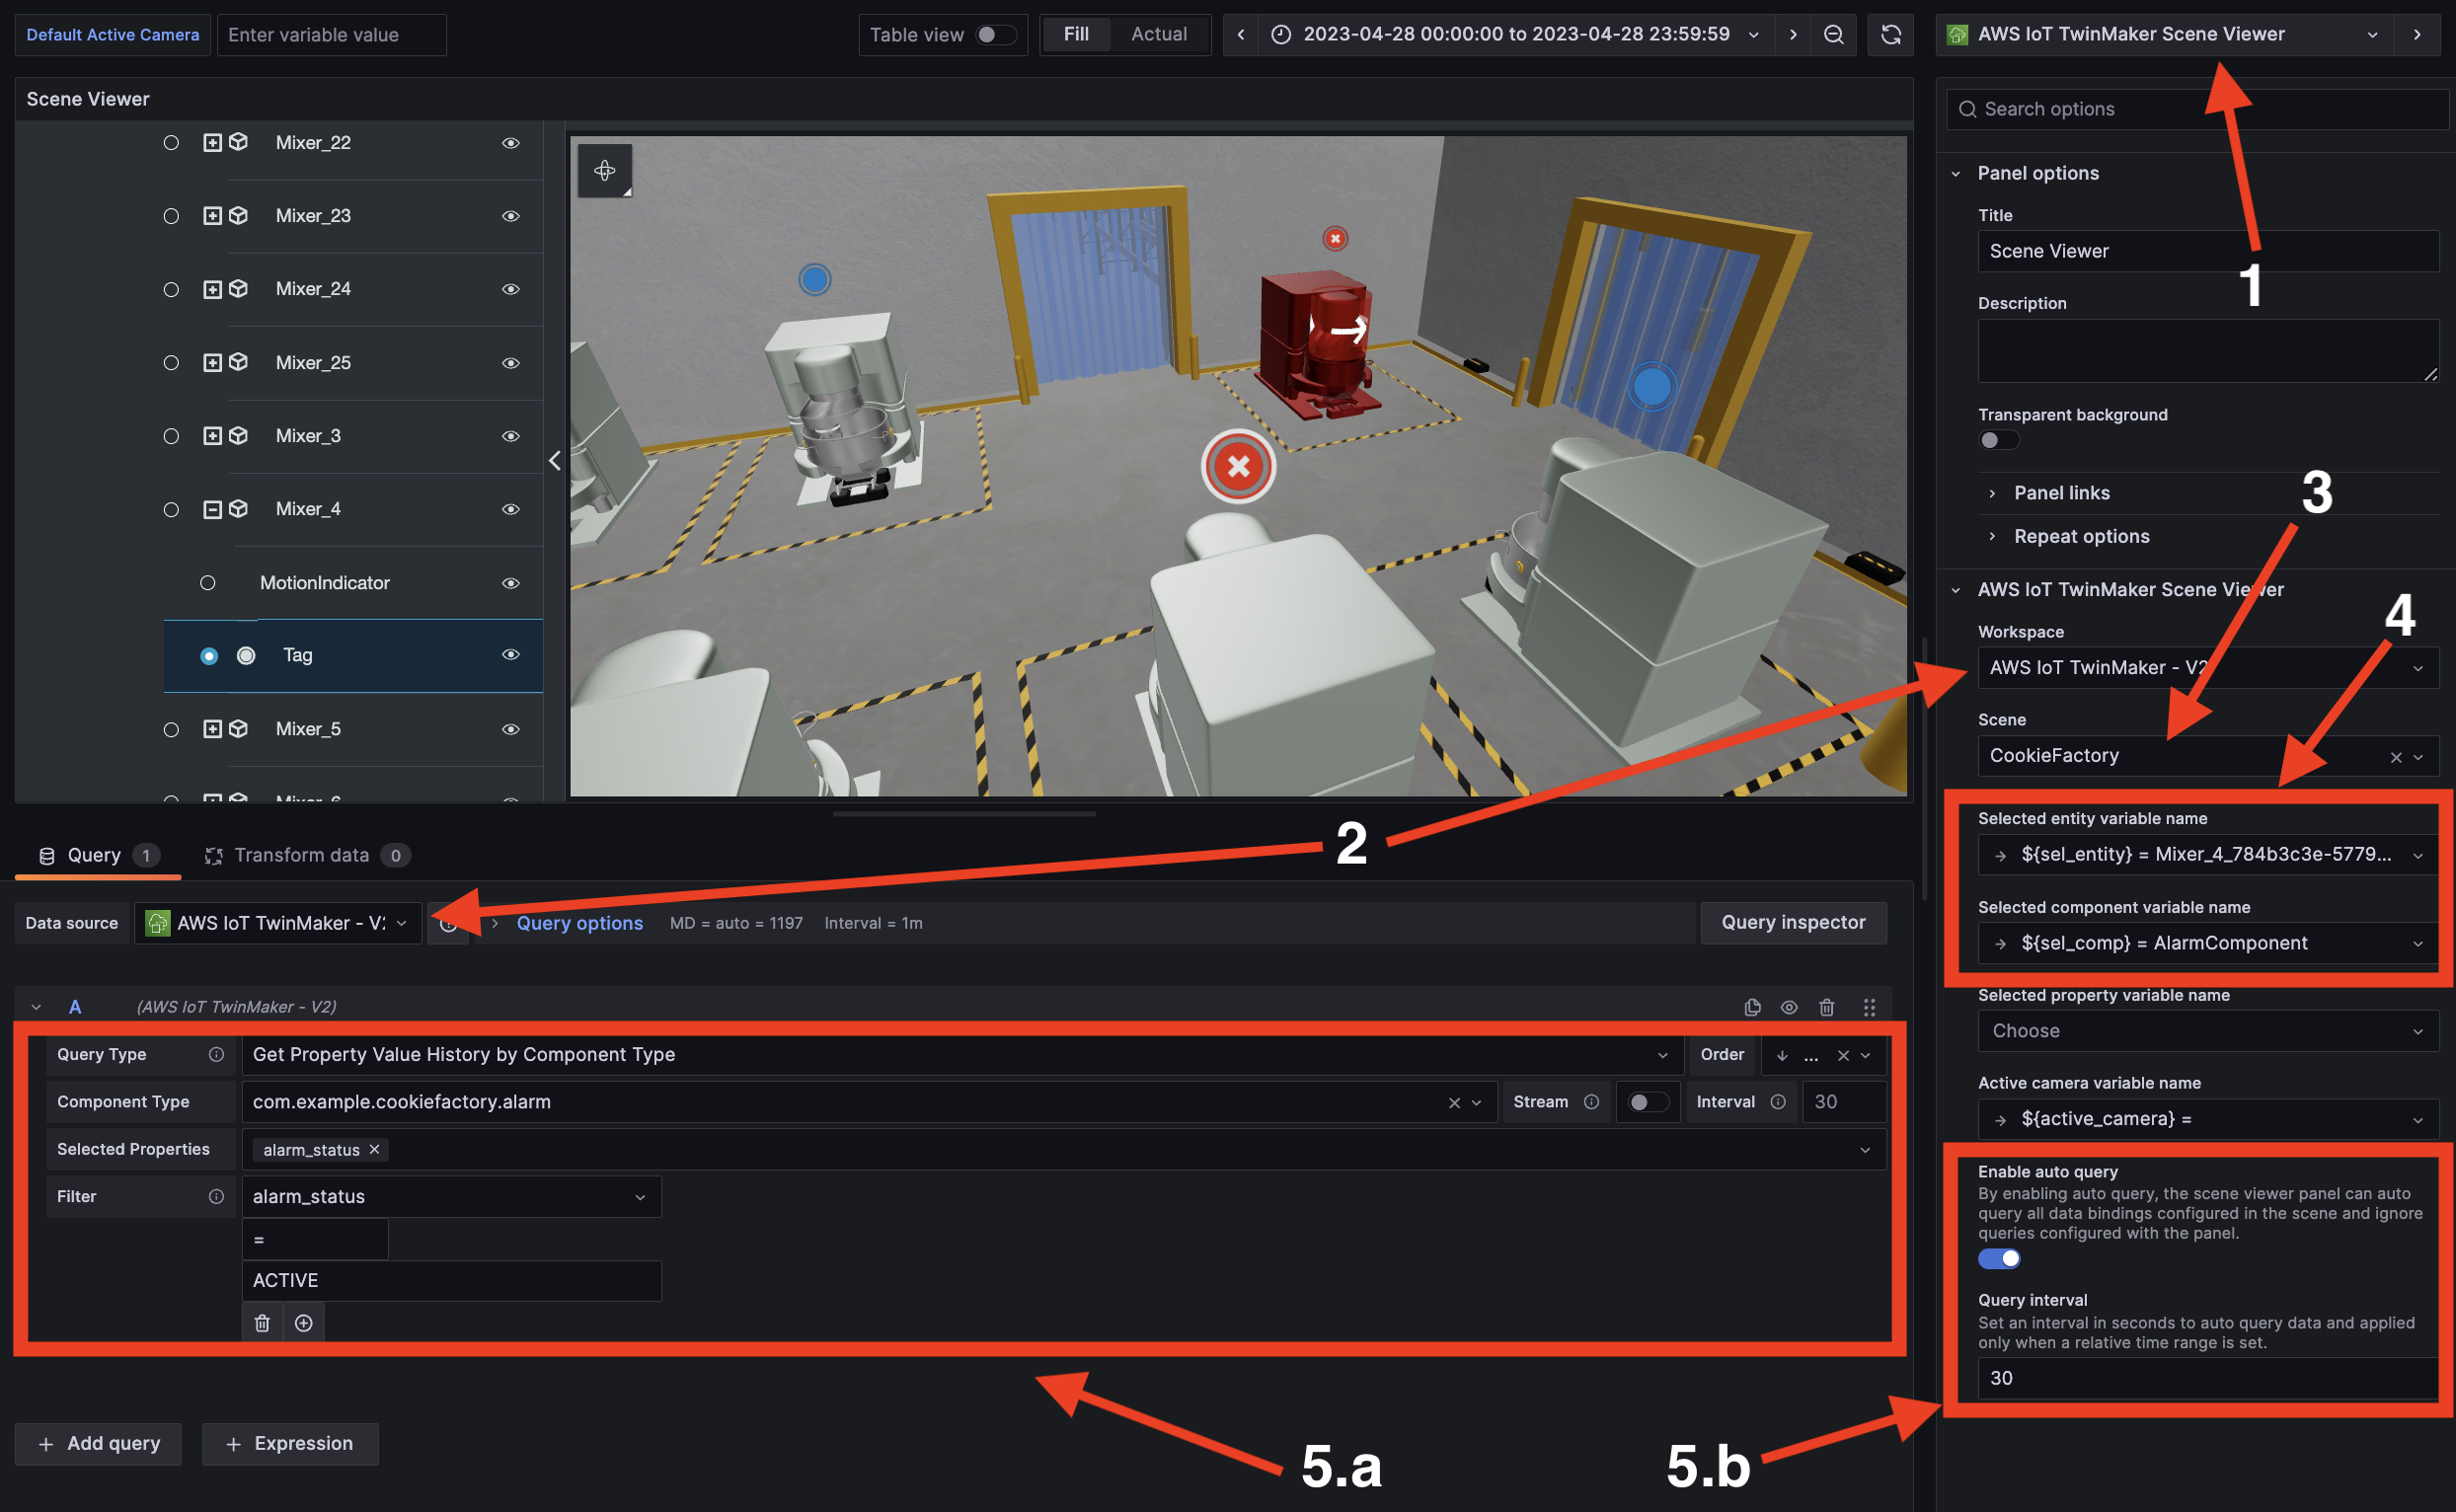 Default Active Camera
Enter variable value
Table view
Fill
Actual
2023-04-28 00:00:00 to 2023-04-28 23:59:59
AWS IoT TwinMaker Scene Viewer
Scene Viewer
Search options
Mixer_22
Mixer_23
Mixer_24
Mixer_25
Mixer_3
Mixer_4
MotionIndicator
Tag
Mixer_5
Mixer_6
Panel options
Title
Scene Viewer
1
Description
Transparent background
Panel links
3
Repeat options
AWS IoT TwinMaker Scene Viewer
4
Workspace
AWS IoT TwinMaker - V2
Scene
CookieFactory
Selected entity variable name
${sel_entity} = Mixer_4_784b3c3e-5779...
Selected component variable name
${sel_comp} = AlarmComponent
Selected property variable name
Choose
Active camera variable name
${active_camera} =
Enable auto query
By enabling auto query, the scene viewer panel can auto
query all data bindings configured in the scene and ignore
queries configured with the panel.
Query interval
Set an interval in seconds to auto query data and applied
only when a relative time range is set.
30
2
Query 1
Transform data 0
Data source
AWS IoT TwinMaker - V2
Query options
MD = auto = 1197
Interval = 1m
Query inspector
A
(AWS IoT TwinMaker - V2)
Query Type
Get Property Value History by Component Type
Order
...
Component Type
com.example.cookiefactory.alarm
Stream
Interval
30
Selected Properties
alarm_status
Filter
alarm_status
=
ACTIVE
Add query
Expression
5.a
5.b